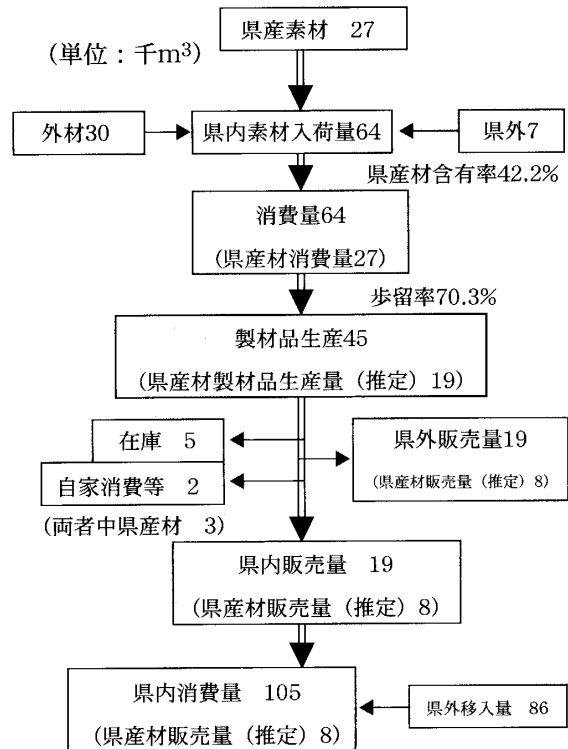 県産素材　27
(単位：千m³)
外材30
県内素材入荷量64
県外7
県産材含有率42.2%
消費量64
(県産材消費量27)
歩留率70.3%
製材品生産45
(県産材製材品生産量（推定）19)
在庫　5
自家消費等　2
(両者中県産材　3)
県外販売量19
(県産材販売量（推定）8)
県内販売量　19
(県産材販売量（推定）8)
県内消費量　105
(県産材販売量（推定）8)
県外移入量　86